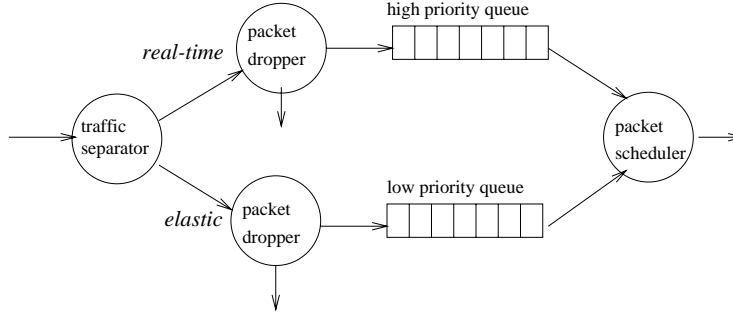 high priority queue
packet
dropper
real-time
traffic
separator
packet
scheduler
low priority queue
elastic
packet
dropper